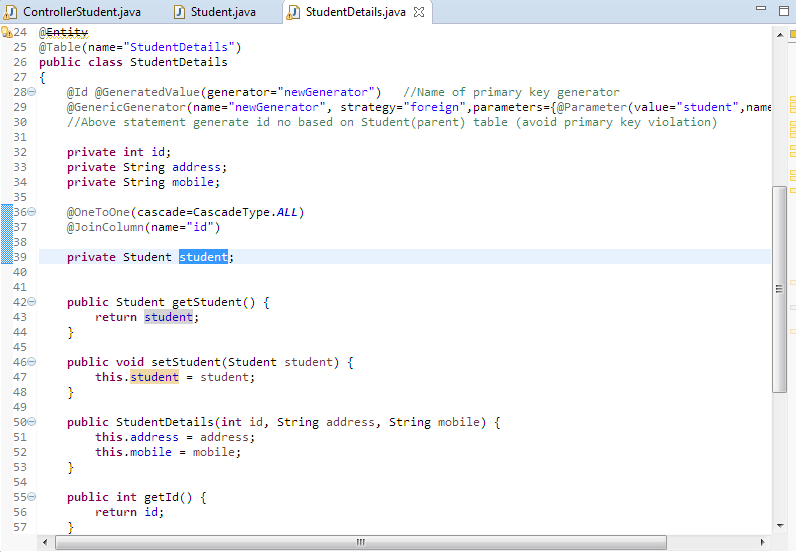 ControllerStudent.java Student.java StudentDetails.java
24 @Entity
25 @Table(name="StudentDetails")
26 public class StudentDetails
27 {
28 @Id @GeneratedValue(generator="newGenerator") //Name of primary key generator
29 @GenericGenerator(name="newGenerator", strategy="foreign",parameters={@Parameter(value="student",name
30 //Above statement generate id no based on Student(parent) table (avoid primary key violation)
31
32 private int id;
33 private String address;
34 private String mobile;
35
36 @OneToOne(cascade=CascadeType.ALL)
37 @JoinColumn(name="id")
38
39 private Student student;
40
41
42 public Student getStudent() {
43 return student;
44 }
45
46 public void setStudent(Student student) {
47 this.student = student;
48 }
49
50 public StudentDetails(int id, String address, String mobile) {
51 this.address = address;
52 this.mobile = mobile;
53 }
54
55 public int getId() {
56 return id;
57 }